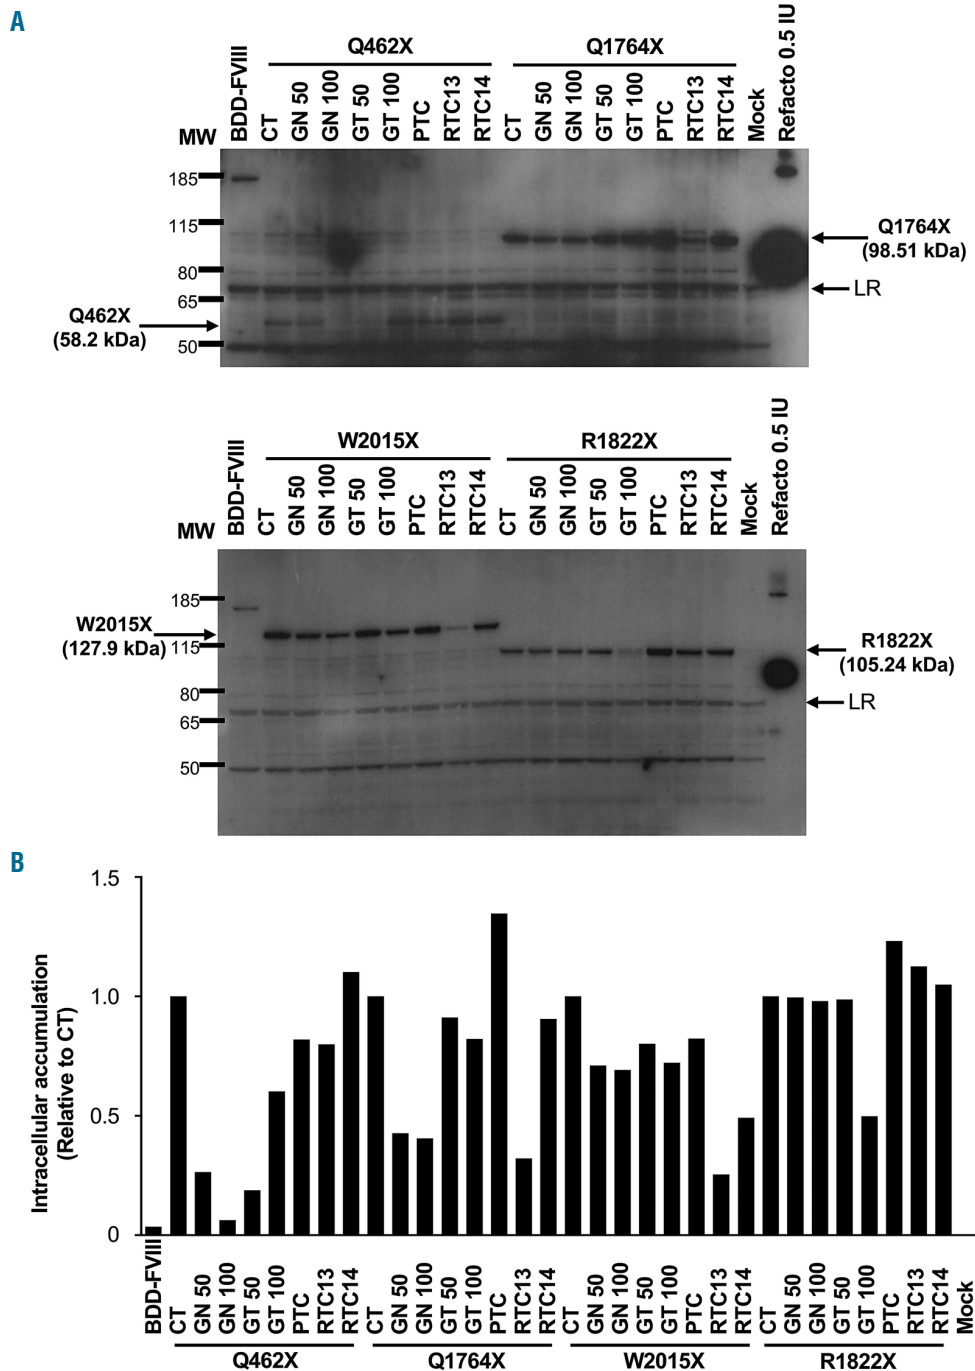 A
Q462X Q1764X
MW BDD-FVIII CT GN 50 GN 100 GT 50 GT 100 PTC RTC13 RTC14 CT GN 50 GN 100 GT 50 GT 100 PTC RTC13 RTC14 Mock Refacto 0.5 IU
185
115
80
65
50
Q462X
(58.2 kDa)
Q1764X
(98.51 kDa)
LR
W2015X R1822X
MW BDD-FVIII CT GN 50 GN 100 GT 50 GT 100 PTC RTC13 RTC14 CT GN 50 GN 100 GT 50 GT 100 PTC RTC13 RTC14 Mock Refacto 0.5 IU
185
115
80
65
50
W2015X
(127.9 kDa)
R1822X
(105.24 kDa)
LR
B
Intracellular accumulation
(Relative to CT)
1.5
1.0
0.5
0
BDD-FVIII CT GN 50 GN 100 GT 50 GT 100 PTC RTC13 RTC14 CT GN 50 GN 100 GT 50 GT 100 PTC RTC13 RTC14 CT GN 50 GN 100 GT 50 GT 100 PTC RTC13 RTC14 CT GN 50 GN 100 GT 50 GT 100 PTC RTC13 RTC14 Mock
Q462X Q1764X W2015X R1822X